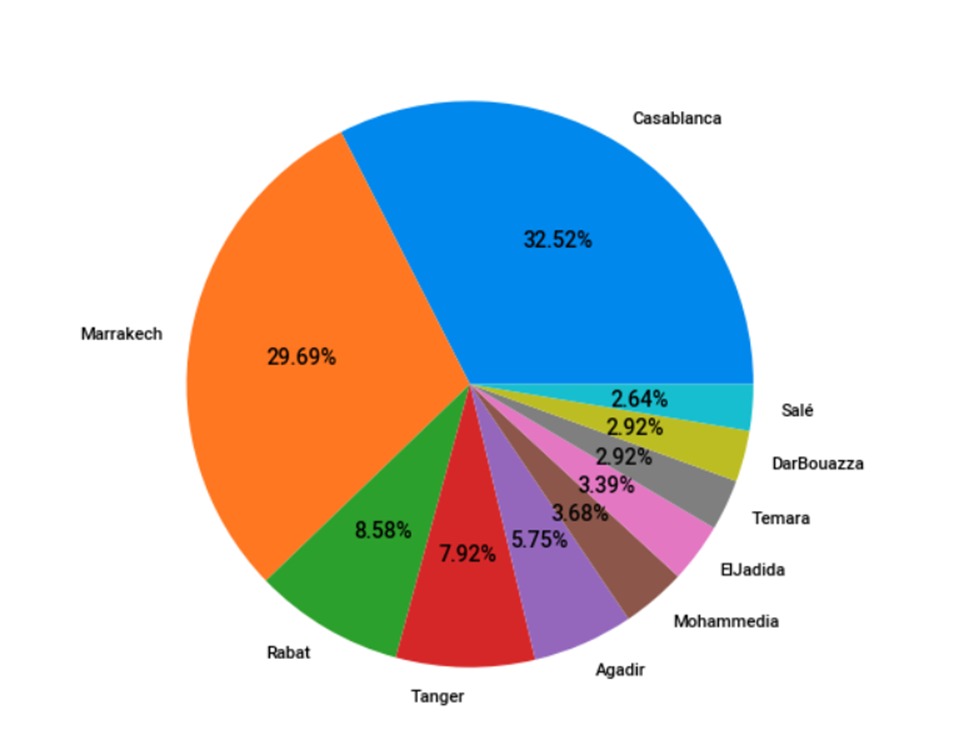 Casablanca
32.52%
Marrakech
29.69%
2.64%
Salé
2.92%
DarBouazza
2.92%
Temara
3.39%
ElJadida
3.68%
Mohammedia
5.75%
Agadir
7.92%
Tanger
8.58%
Rabat